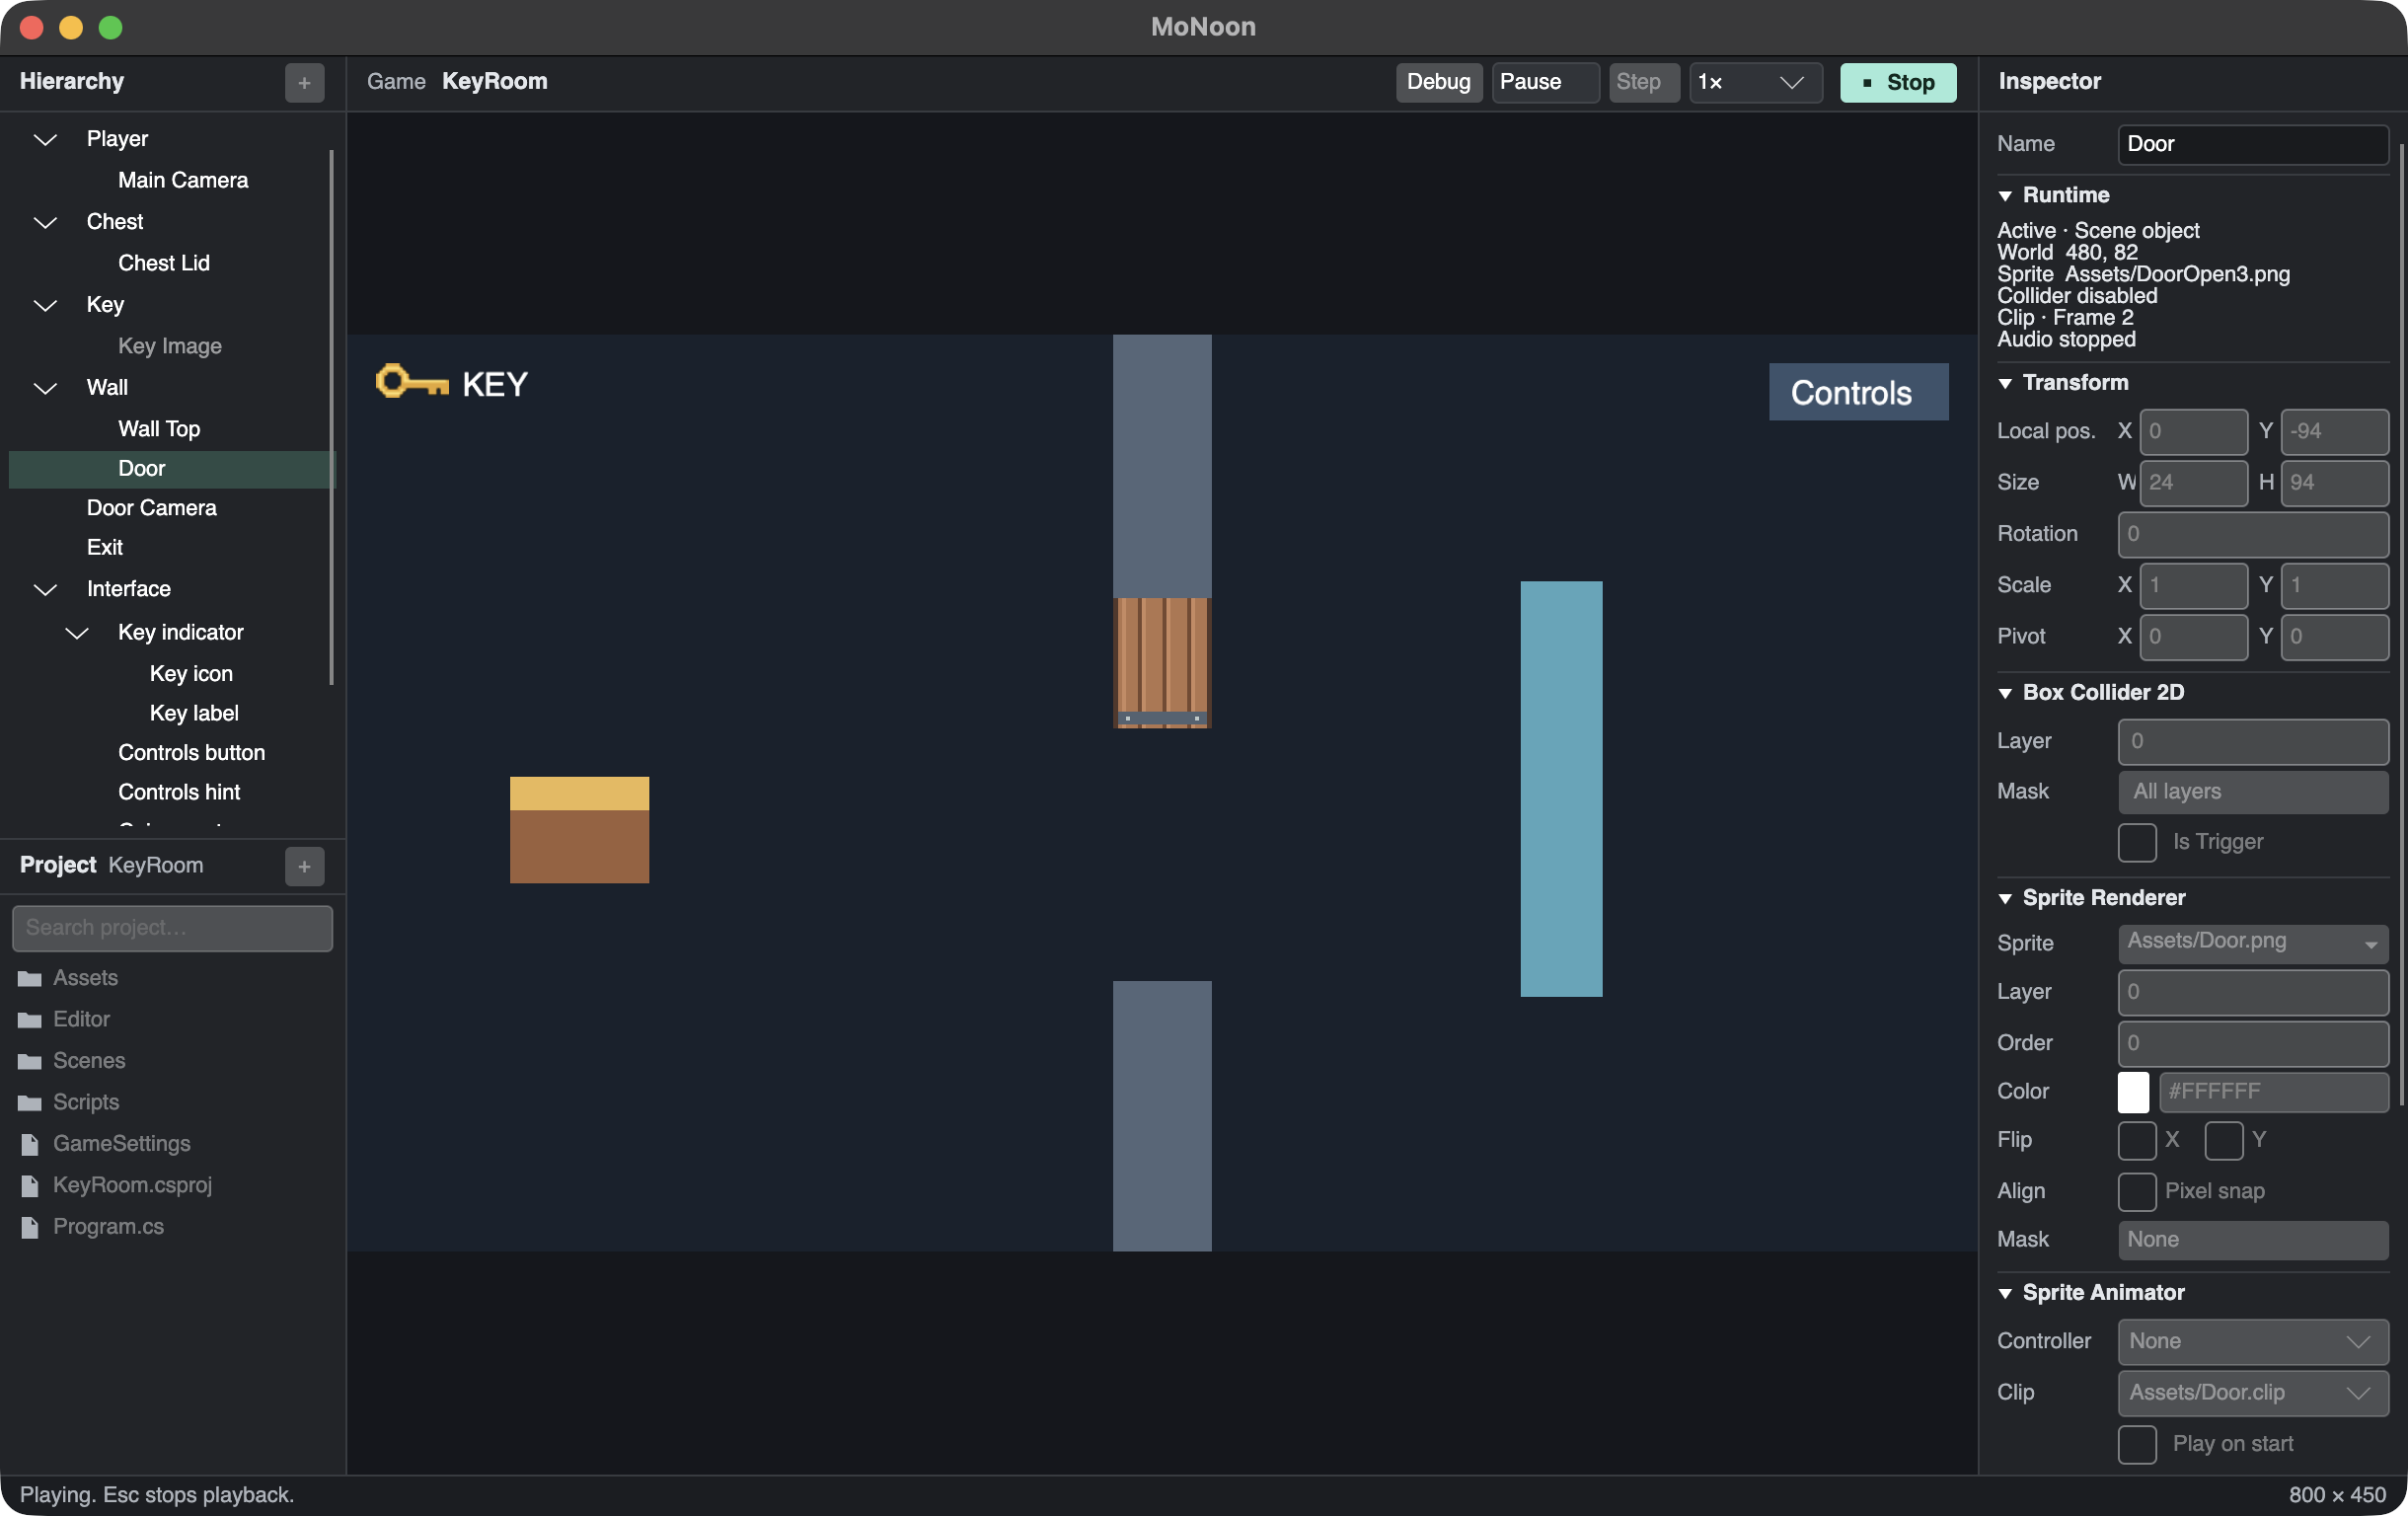 MoNoon
Hierarchy +
Player
Main Camera
Chest
Chest Lid
Key
Key Image
Wall
Wall Top
Door
Door Camera
Exit
Interface
Key indicator
Key icon
Key label
Controls button
Controls hint
Project KeyRoom +
Search project...
Assets
Editor
Scenes
Scripts
GameSettings
KeyRoom.csproj
Program.cs
Game KeyRoom Debug Pause Step 1× Stop
KEY
Controls
Inspector
Name Door
Runtime
Active · Scene object
World 480, 82
Sprite Assets/DoorOpen3.png
Collider disabled
Clip · Frame 2
Audio stopped
Transform
Local pos. X 0 Y -94
Size W 24 H 94
Rotation 0
Scale X 1 Y 1
Pivot X 0 Y 0
Box Collider 2D
Layer 0
Mask All layers
Is Trigger
Sprite Renderer
Sprite Assets/Door.png
Layer 0
Order 0
Color #FFFFFF
Flip X Y
Align Pixel snap
Mask None
Sprite Animator
Controller None
Clip Assets/Door.clip
Play on start
Playing. Esc stops playback. 800 × 450